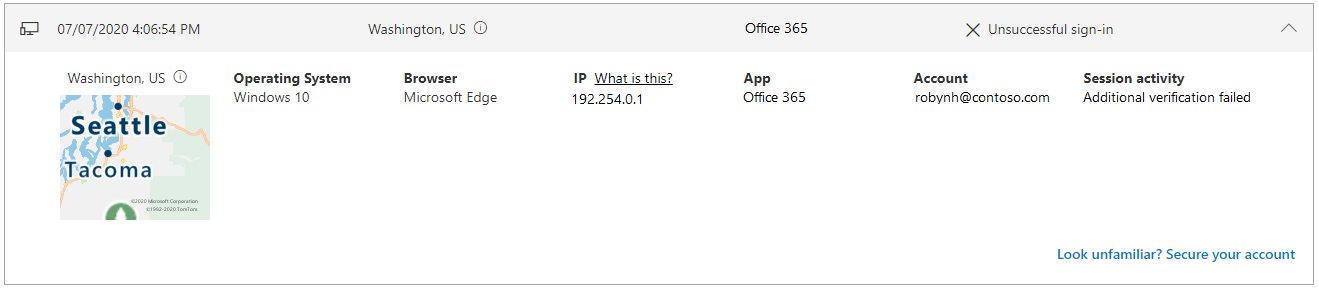 07/07/2020 4:06:54 PM Washington, US Office 365 Unsuccessful sign-in
Washington, US
Operating System
Windows 10
Browser
Microsoft Edge
IP What is this?
192.254.0.1
App
Office 365
Account
robynh@contoso.com
Session activity
Additional verification failed
Seattle
Tacoma
©2020 Microsoft Corporation
©1992-2020 TomTom
Look unfamiliar? Secure your account